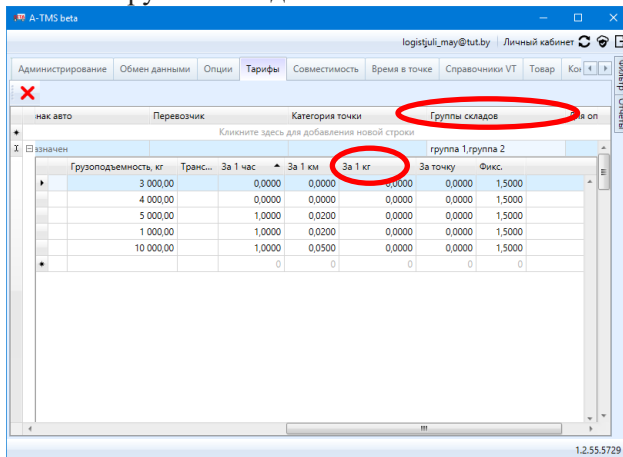 A-TMS beta
logistjuli_may@tut.by Личный кабинет
Администрирование Обмен данными Опции Тарифы Совместимость Время в точке Справочники VT Товар
Фильтр
Отчеты
нак авто Перевозчик Категория точки Группы складов
Кликните здесь для добавления новой строки
азначен группа 1,группа 2
Грузоподъемность, кг Транс... За 1 час За 1 км За 1 кг За точку Фикс.
3 000,00 0,0000 0,0000 0,0000 0,0000 1,5000
4 000,00 0,0000 0,0000 0,0000 0,0000 1,5000
5 000,00 1,0000 0,0200 0,0000 0,0000 1,5000
1 000,00 1,0000 0,0200 0,0000 0,0000 1,5000
10 000,00 1,0000 0,0500 0,0000 0,0000 1,5000
0 0 0 0 0
1.2.55.5729